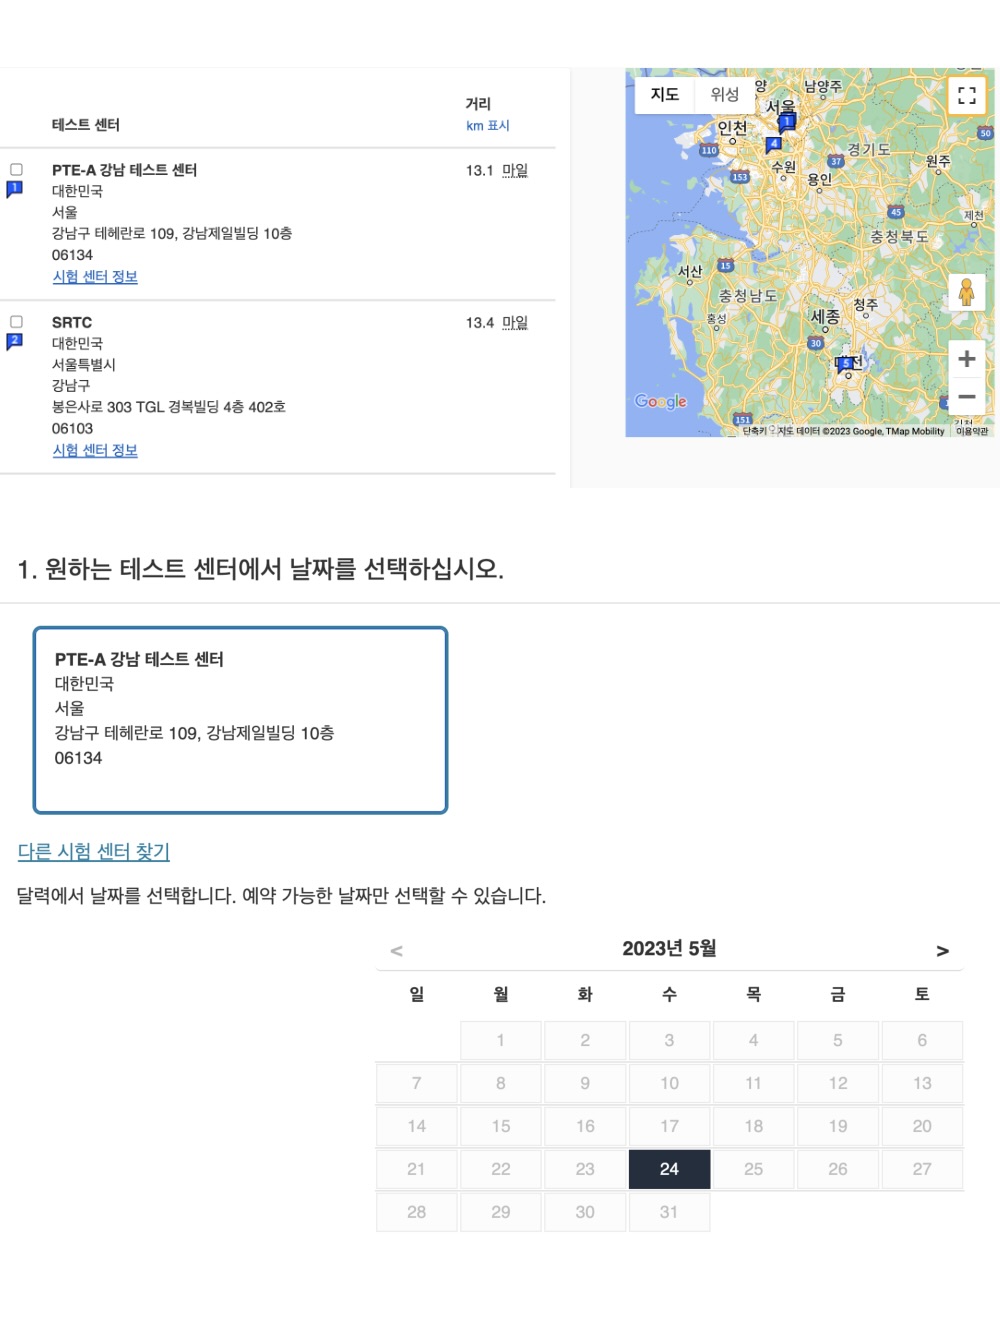 테스트 센터
거리
km 표시
PTE-A 강남 테스트 센터
13.1 마일
1
대한민국
서울
강남구 테헤란로 109, 강남제일빌딩 10층
06134
시험 센터 정보
SRTC
13.4 마일
2
대한민국
서울특별시
강남구
봉은사로 303 TGL 경복빌딩 4층 402호
06103
시험 센터 정보
지도
위성
양
남양주
서울
1
인천
4
50
110
경기도
수원
37
원주
153
용인
45
제천
충청북도
15
서산
충청남도
청주
홍성
세종
30
5
전
+
−
Google
151
단축키
지도 데이터 ©2023 Google, TMap Mobility
이용약관
1. 원하는 테스트 센터에서 날짜를 선택하십시오.
PTE-A 강남 테스트 센터
대한민국
서울
강남구 테헤란로 109, 강남제일빌딩 10층
06134
다른 시험 센터 찾기
달력에서 날짜를 선택합니다. 예약 가능한 날짜만 선택할 수 있습니다.
< 2023년 5월 >
일 월 화 수 목 금 토
1 2 3 4 5 6
7 8 9 10 11 12 13
14 15 16 17 18 19 20
21 22 23 24 25 26 27
28 29 30 31